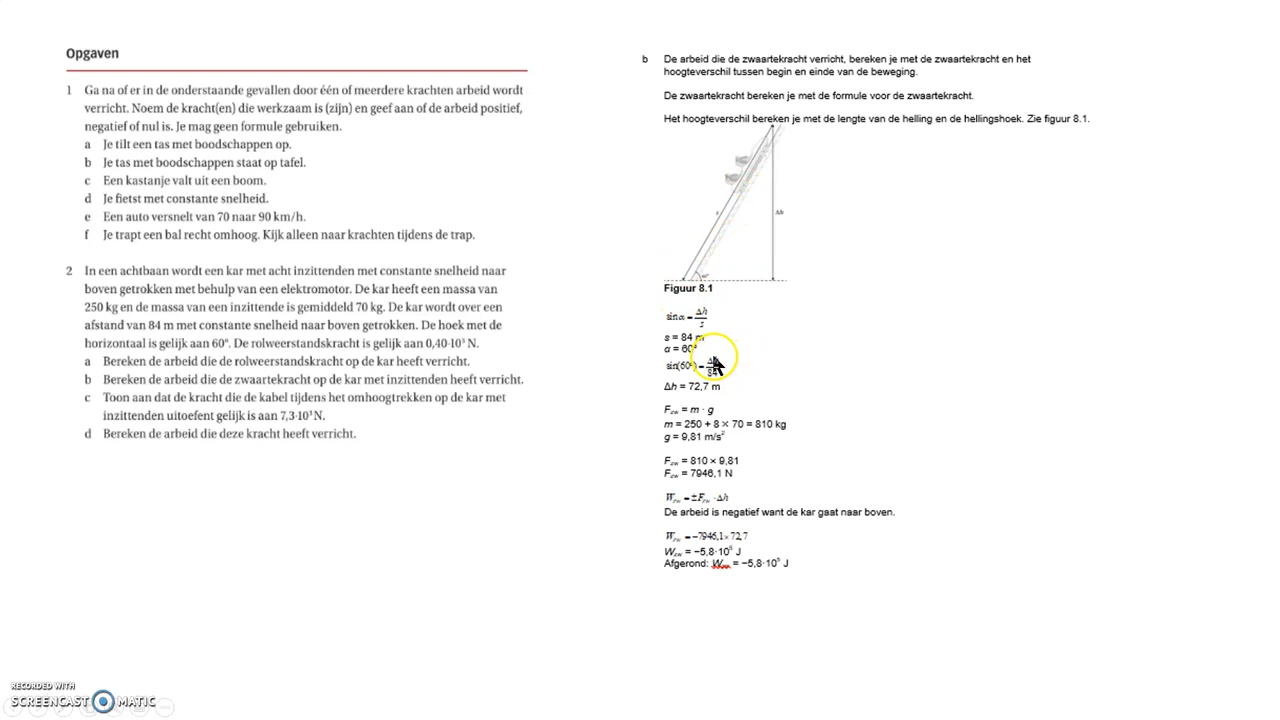 Opgaven
1 Ga na of er in de onderstaande gevallen door één of meerdere krachten arbeid wordt
verricht. Noem de kracht(en) die werkzaam is (zijn) en geef aan of de arbeid positief,
negatief of nul is. Je mag geen formule gebruiken.
a Je tilt een tas met boodschappen op.
b Je tas met boodschappen staat op tafel.
c Een kastanje valt uit een boom.
d Je fietst met constante snelheid.
e Een auto versnelt van 70 naar 90 km/h.
f Je trapt een bal recht omhoog. Kijk alleen naar krachten tijdens de trap.
2 In een achtbaan wordt een kar met acht inzittenden met constante snelheid naar
boven getrokken met behulp van een elektromotor. De kar heeft een massa van
250 kg en de massa van een inzittende is gemiddeld 70 kg. De kar wordt over een
afstand van 84 m met constante snelheid naar boven getrokken. De hoek met de
horizontaal is gelijk aan 60°. De rolweerstandskracht is gelijk aan 0,40·10³ N.
a Bereken de arbeid die de rolweerstandskracht op de kar heeft verricht.
b Bereken de arbeid die de zwaartekracht op de kar met inzittenden heeft verricht.
c Toon aan dat de kracht die de kabel tijdens het omhoogtrekken op de kar met
inzittenden uitoefent gelijk is aan 7,3·10³ N.
d Bereken de arbeid die deze kracht heeft verricht.
b De arbeid die de zwaartekracht verricht, bereken je met de zwaartekracht en het
hoogteverschil tussen begin en einde van de beweging.
De zwaartekracht bereken je met de formule voor de zwaartekracht.
Het hoogteverschil bereken je met de lengte van de helling en de hellingshoek. Zie figuur 8.1.
s
Δh
60°
Figuur 8.1
sin α = Δh/s
s = 84 m
α = 60°
sin(60°) = Δh/84
Δh = 72,7 m
Fzw = m · g
m = 250 + 8 × 70 = 810 kg
g = 9,81 m/s²
Fzw = 810 × 9,81
Fzw = 7946,1 N
Wzw = ±Fzw · Δh
De arbeid is negatief want de kar gaat naar boven.
Wzw = −7946,1 × 72,7
Wzw = −5,8·10⁵ J
Afgerond: Wzw = −5,8·10⁵ J
RECORDED WITH
SCREENCAST MATIC